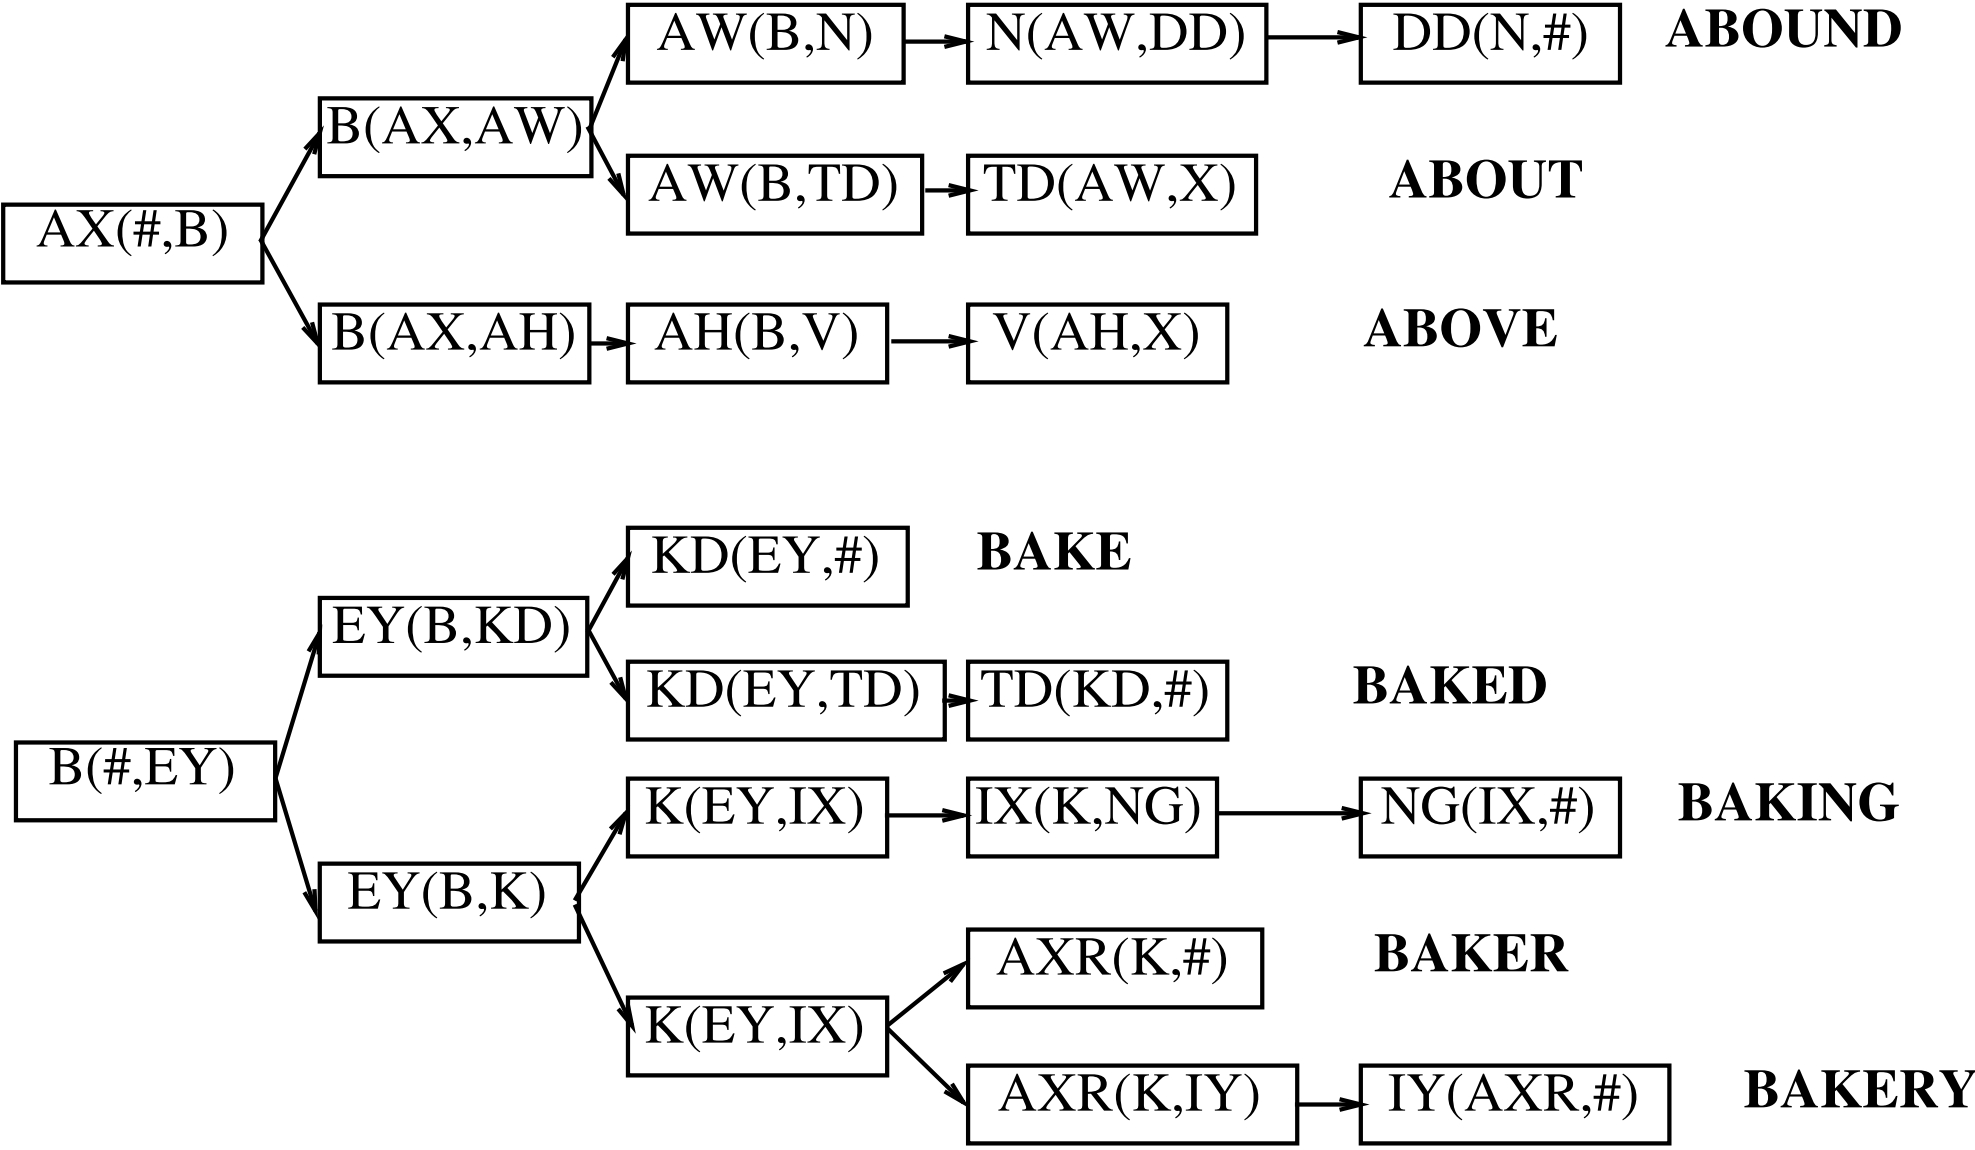 AW(B,N) N(AW,DD) DD(N,#) ABOUND
B(AX,AW)
AW(B,TD) TD(AW,X) ABOUT
AX(#,B)
B(AX,AH) AH(B,V) V(AH,X) ABOVE
KD(EY,#) BAKE
EY(B,KD)
KD(EY,TD) TD(KD,#) BAKED
B(#,EY)
K(EY,IX) IX(K,NG) NG(IX,#) BAKING
EY(B,K)
AXR(K,#) BAKER
K(EY,IX)
AXR(K,IY) IY(AXR,#) BAKERY